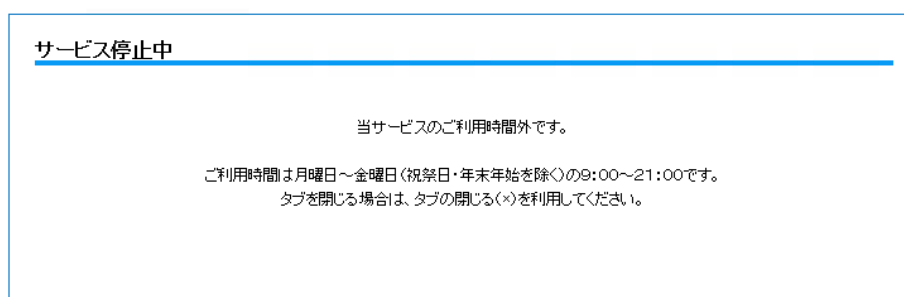 サービス停止中
当サービスのご利用時間外です。
ご利用時間は月曜日～金曜日(祝祭日・年末年始を除く)の9:00～21:00です。
タブを閉じる場合は、タブの閉じる(×)を利用してください。